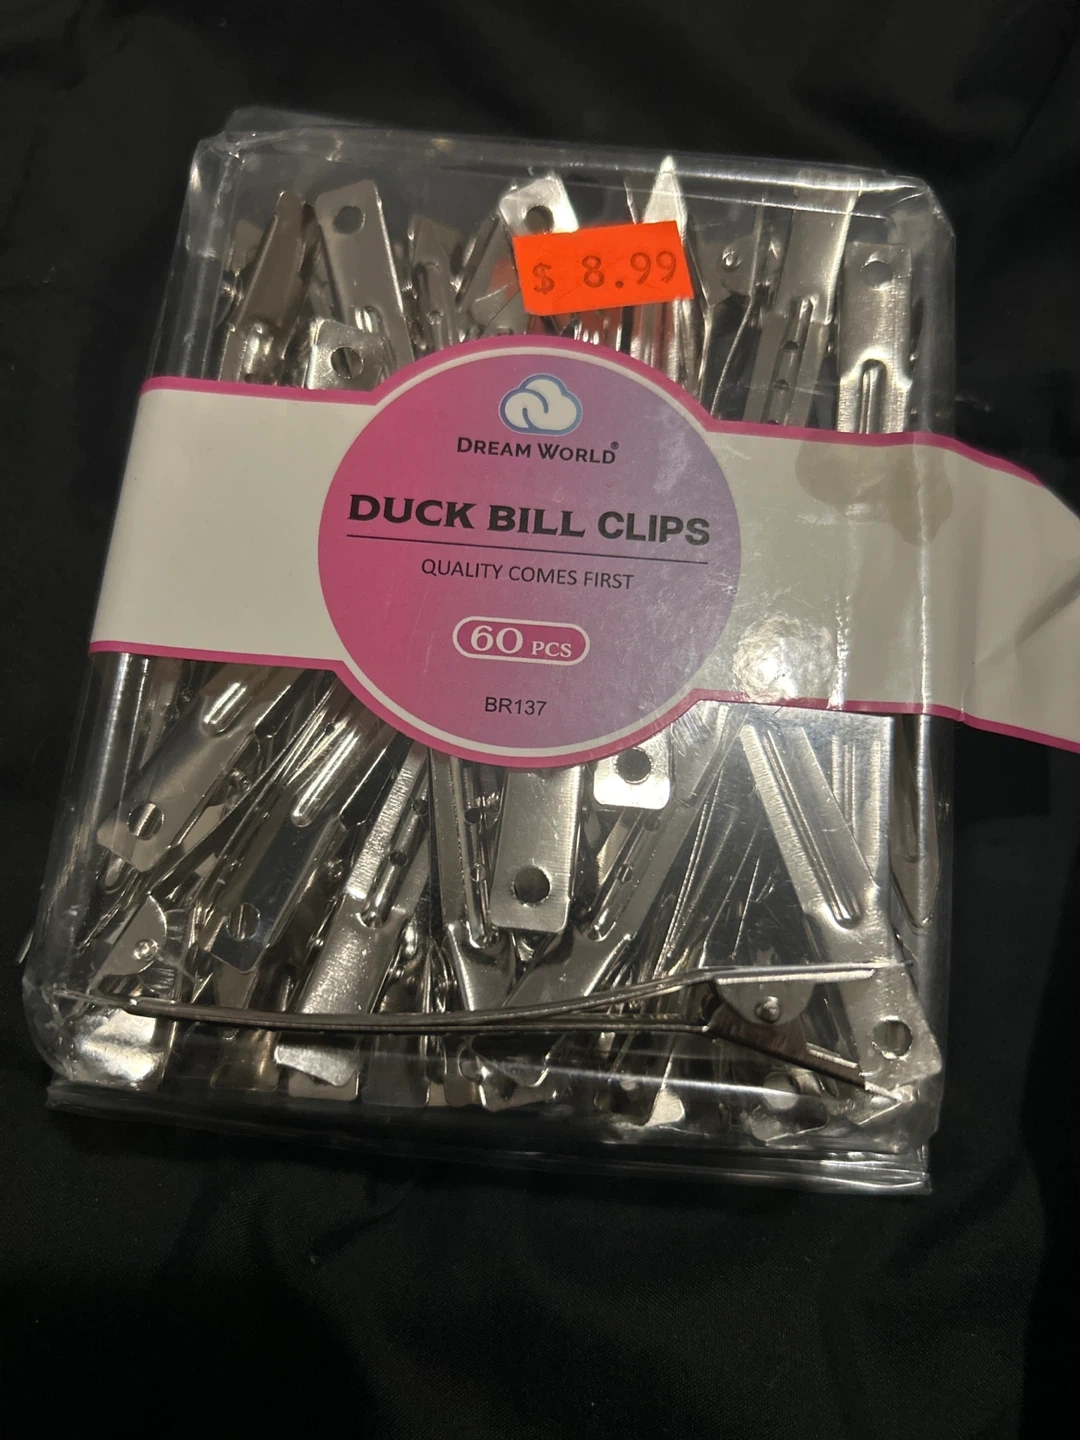 $ 8.99
DREAM WORLD®
DUCK BILL CLIPS
QUALITY COMES FIRST
60 PCS
BR137